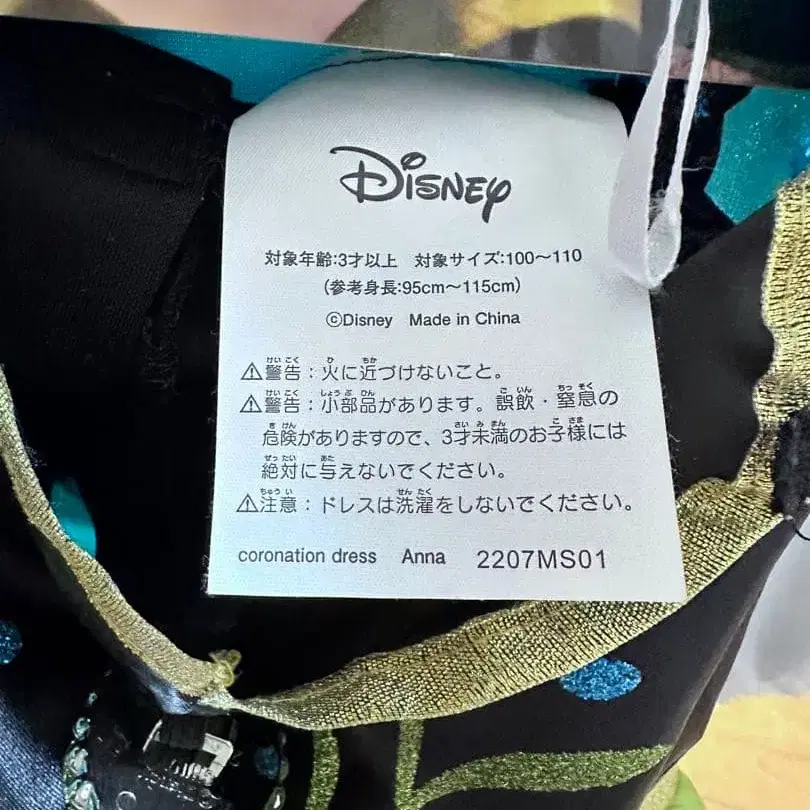 Disney
対象年齢:3才以上 対象サイズ:100～110
(参考身長:95cm～115cm)
©Disney Made in China
⚠警告：火に近づけないこと。
⚠警告：小部品があります。誤飲・窒息の
危険がありますので、3才未満のお子様には
絶対に与えないでください。
⚠注意：ドレスは洗濯をしないでください。
coronation dress Anna 2207MS01